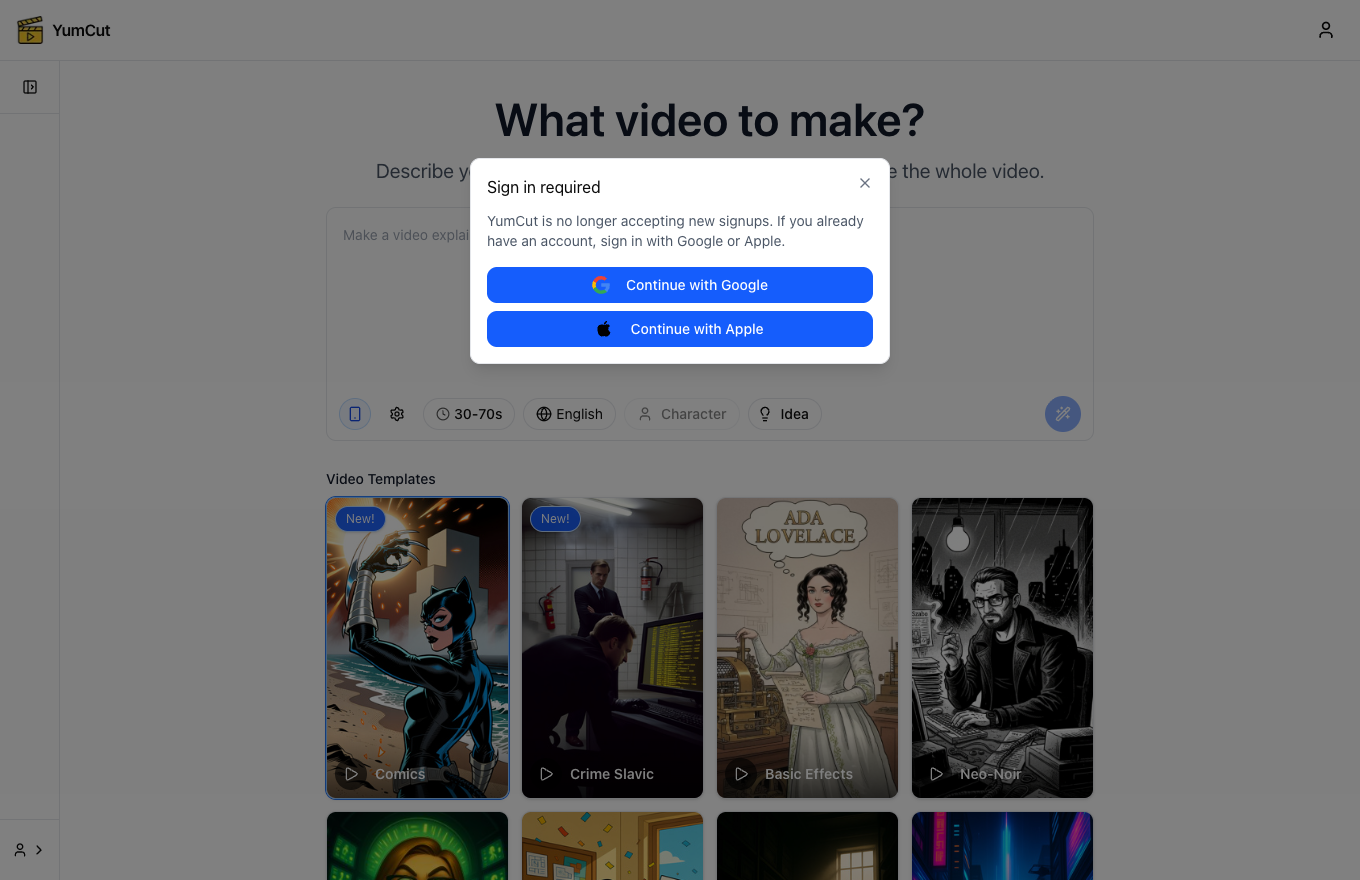 YumCut
What video to make?
Describe
e the whole video.
Sign in required
YumCut is no longer accepting new signups. If you already
have an account, sign in with Google or Apple.
Make a video
Continue with Google
Continue with Apple
30-70s
English
Character
Idea
Video Templates
New!
New!
ADA
LOVELACE
Comics
Crime Slavic
Basic Effects
Neo-Noir